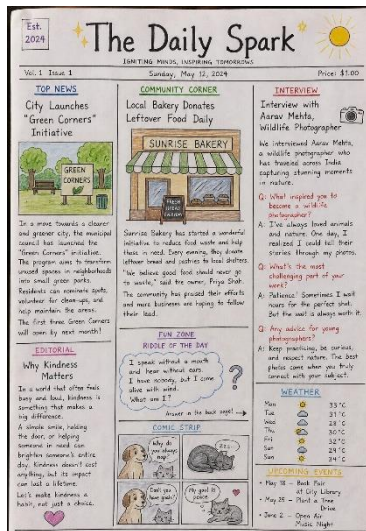 Est.
2024
The Daily Spark
IGNITING MINDS, INSPIRING TOMORROWS
Vol. 1 Issue 1
Sunday, May 12, 2024
Price: $1.00
TOP NEWS
City Launches
"Green Corners"
Initiative
GREEN
CORNERS
In a move towards a cleaner
and greener city, the municipal
council has launched the
"Green Corners" initiative.
The program aims to transform
unused spaces in neighborhoods
into small green parks.
Residents can nominate spots,
volunteer for clean-ups, and
help maintain the areas.
The first three Green Corners
will open by next month!
EDITORIAL
Why Kindness
Matters
In a world that often feels
busy and loud, kindness is
something that makes a
big difference.
A simple smile, holding
the door, or helping
someone in need can
brighten someone's entire
day. Kindness doesn't cost
anything, but its impact
can last a lifetime.
Let's make kindness a
habit, not just a choice.
COMMUNITY CORNER
Local Bakery Donates
Leftover Food Daily
SUNRISE BAKERY
Sunrise Bakery has started a wonderful
initiative to reduce food waste and help
those in need. Every evening, they donate
leftover bread and pastries to local shelters.
"We believe good food should never go
to waste," said the owner, Priya Shah.
The community has praised their efforts
and more businesses are hoping to follow
their lead.
FUN ZONE
RIDDLE OF THE DAY
I speak without a mouth
and hear without ears.
I have nobody, but I come
alive with wind.
What am I?
?
Answer in the back page!
COMIC STRIP
Why do
you always
nap?
Don't you
have goals?
My goal is
INTERVIEW
Interview with
Aarav Mehta,
Wildlife Photographer
We interviewed Aarav Mehta,
a wildlife photographer who
has traveled across India
capturing stunning moments
in nature.
Q: What inspired you to
become a wildlife
photographer?
A: I've always loved animals
and nature. One day, I
realized I could tell their
stories through my photos.
Q: What's the most
challenging part of your
work?
A: Patience! Sometimes I wait
hours for the perfect shot.
But the wait is always worth it.
Q: Any advice for young
photographers?
A: Keep practicing, be curious,
and respect nature. The best
photos come when you truly
connect with your subject.
WEATHER
Mon 33°C
Tue 31°C
Wed 28°C
Thu 30°C
Fri 32°C
Sat 29°C
Sun 34°C
UPCOMING EVENTS
• May 18 - Book Fair
at City Library
• May 25 - Plant a Tree
Drive
• June 2 - Open Air
Music Night